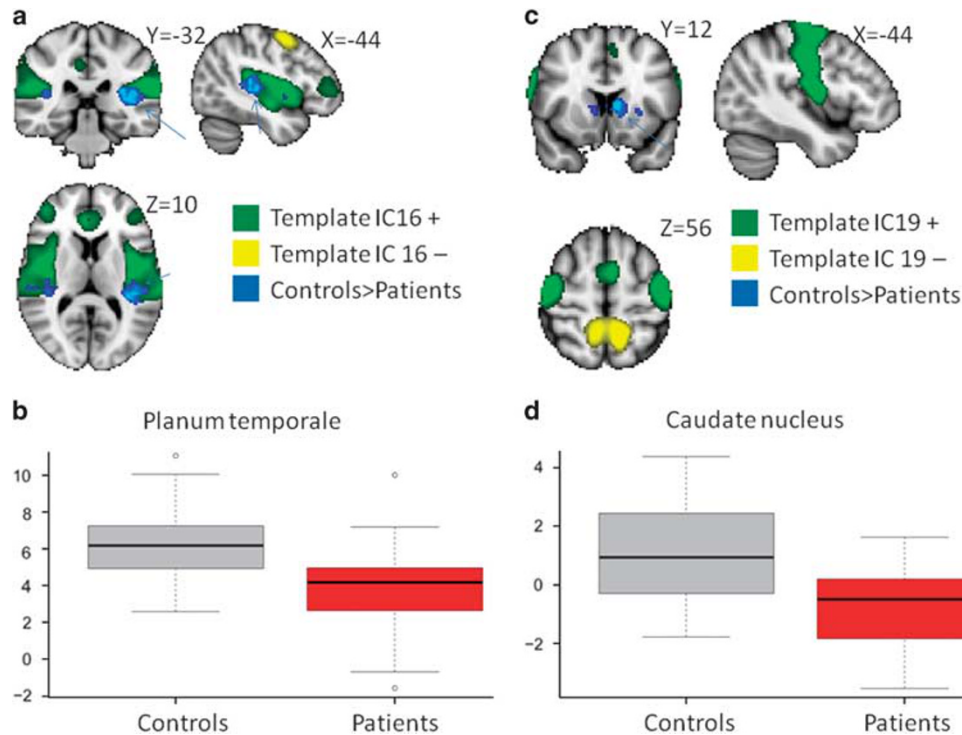 a
Y=-32
X=-44
Z=10
Template IC16 +
Template IC 16 –
Controls>Patients
b
Planum temporale
10
8
6
4
2
0
−2
Controls
Patients
c
Y=12
X=-44
Z=56
Template IC19 +
Template IC 19 –
Controls>Patients
d
Caudate nucleus
4
2
0
−2
Controls
Patients